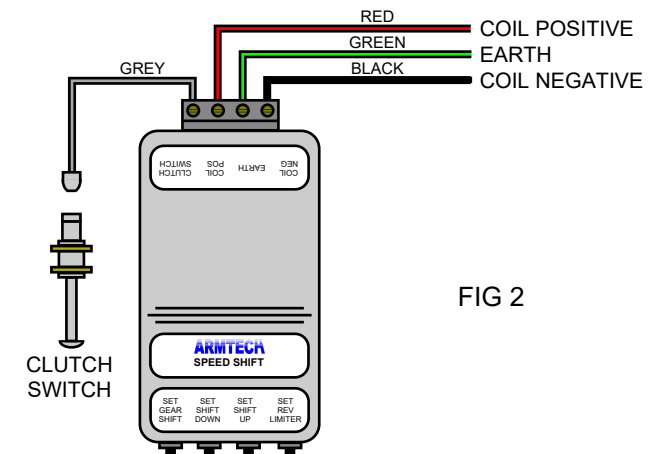 RED
COIL POSITIVE
GREEN
EARTH
GREY
BLACK
COIL NEGATIVE
CLUTCH
SWITCH
COIL
POS
EARTH
COIL
NEG
FIG 2
ARMTECH
SPEED SHIFT
CLUTCH
SWITCH
SET
GEAR
SHIFT
SET
SHIFT
DOWN
SET
SHIFT
UP
SET
REV
LIMITER